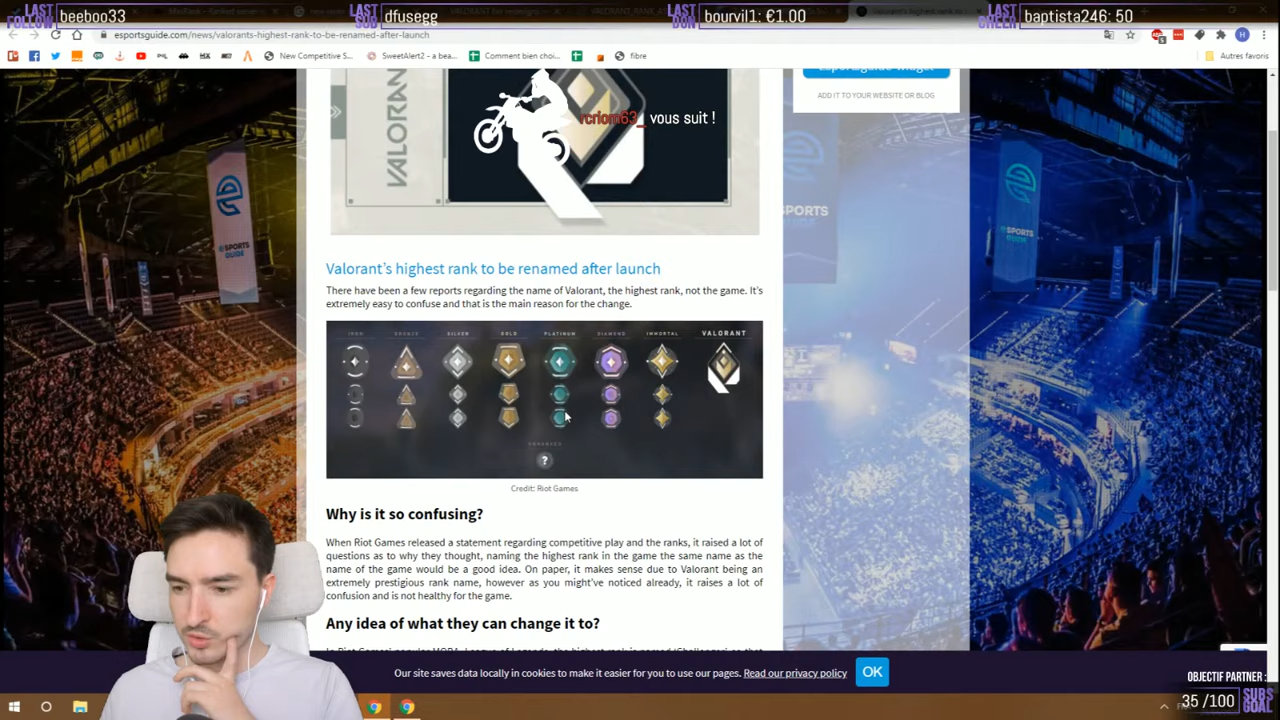 LAST FOLLOW beeboo33
LAST SUB dfusegg
LAST DON bourvil1: €1.00
LAST CHEER baptista246: 50
Valorant's highest rank to
esportsguide.com/news/valorants-highest-rank-to-be-renamed-after-launch
New Competitive S...
SweetAlert2 - a bea...
Comment bien choi...
fibre
Autres favoris
VALORANT
rcriom63_ vous suit !
ADD IT TO YOUR WEBSITE OR BLOG
ESPORTS GUIDE
Valorant's highest rank to be renamed after launch
There have been a few reports regarding the name of Valorant, the highest rank, not the game. It's
extremely easy to confuse and that is the main reason for the change.
IRON BRONZE SILVER GOLD PLATINUM DIAMOND IMMORTAL VALORANT
UNRANKED
?
Credit: Riot Games
Why is it so confusing?
When Riot Games released a statement regarding competitive play and the ranks, it raised a lot of
questions as to why they thought, naming the highest rank in the game the same name as the
name of the game would be a good idea. On paper, it makes sense due to Valorant being an
extremely prestigious rank name, however as you might've noticed already, it raises a lot of
confusion and is not healthy for the game.
Any idea of what they can change it to?
Our site saves data locally in cookies to make it easier for you to use our pages. Read our privacy policy
OK
OBJECTIF PARTNER :
35 /100 SUBS GOAL